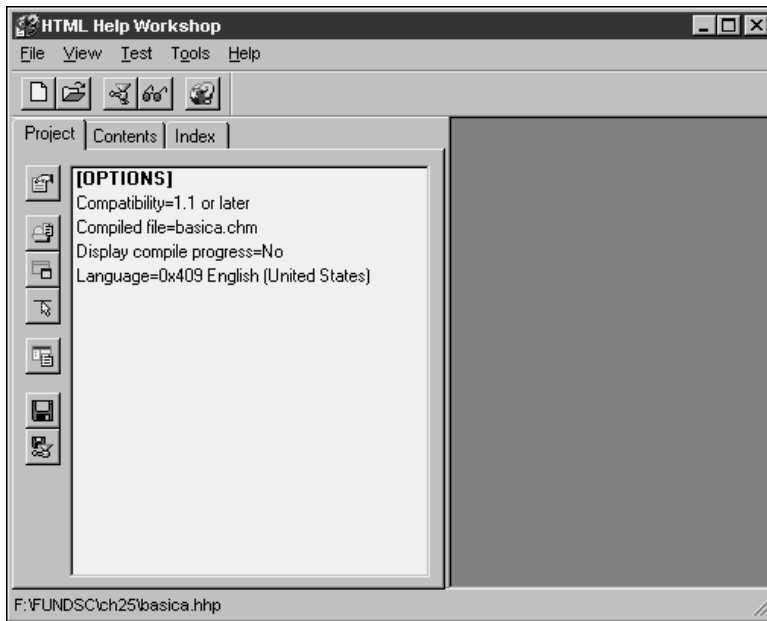 HTML Help Workshop
File View Test Tools Help
Project Contents Index
[OPTIONS]
Compatibility=1.1 or later
Compiled file=basica.chm
Display compile progress=No
Language=0x409 English (United States)
F:\FUNDSC\ch25\basica.hhp